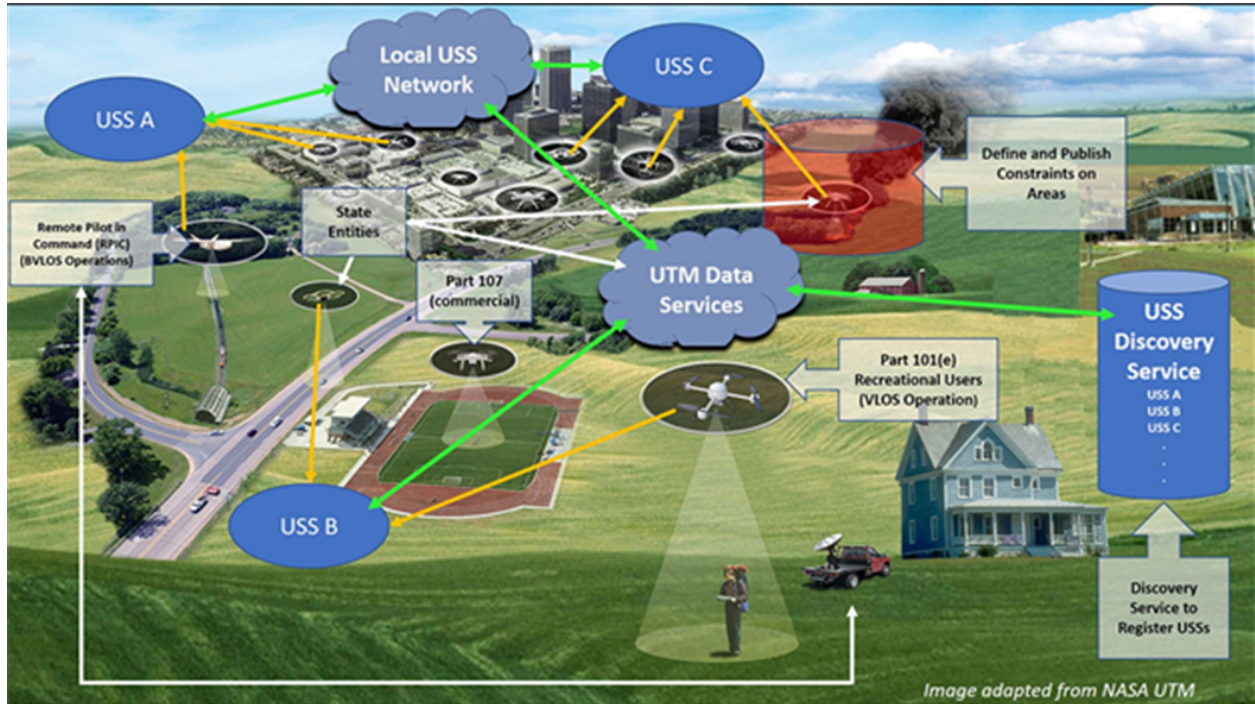 Local USS
Network
USS C
USS A
Define and Publish
Constraints on
Areas
Remote Pilot in
Command (RPIC)
(BVLOS Operations)
State
Entities
Part 107
(commercial)
UTM Data
Services
USS
Discovery
Service
USS A
USS B
USS C
.
.
.
Part 101(e)
Recreational Users
(VLOS Operation)
USS B
Discovery
Service to
Register USSs
Image adapted from NASA UTM